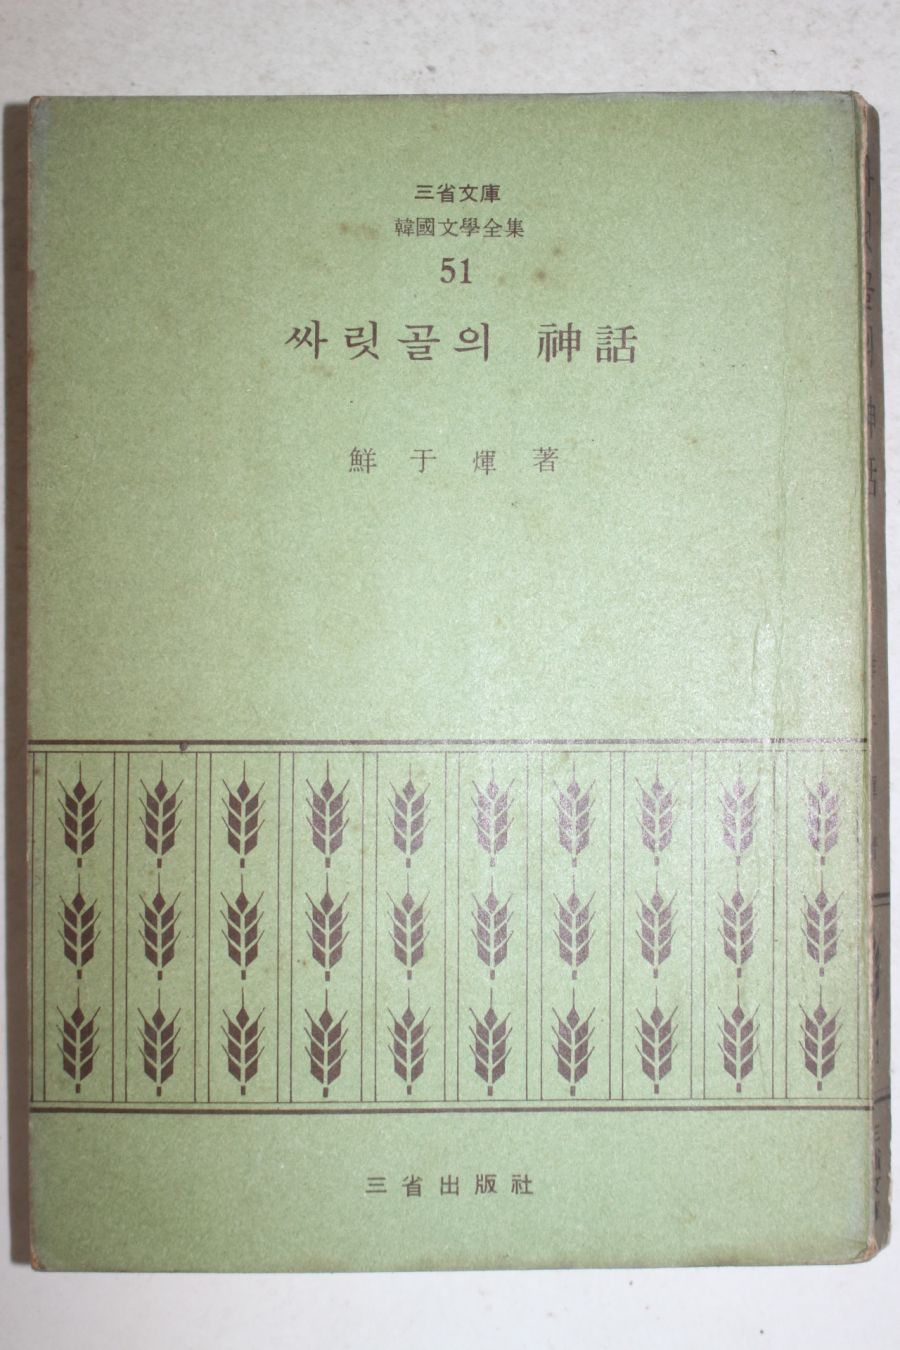 三省文庫
韓國文學全集
51
싸릿골의 神話
鮮于煇 著
三省出版社